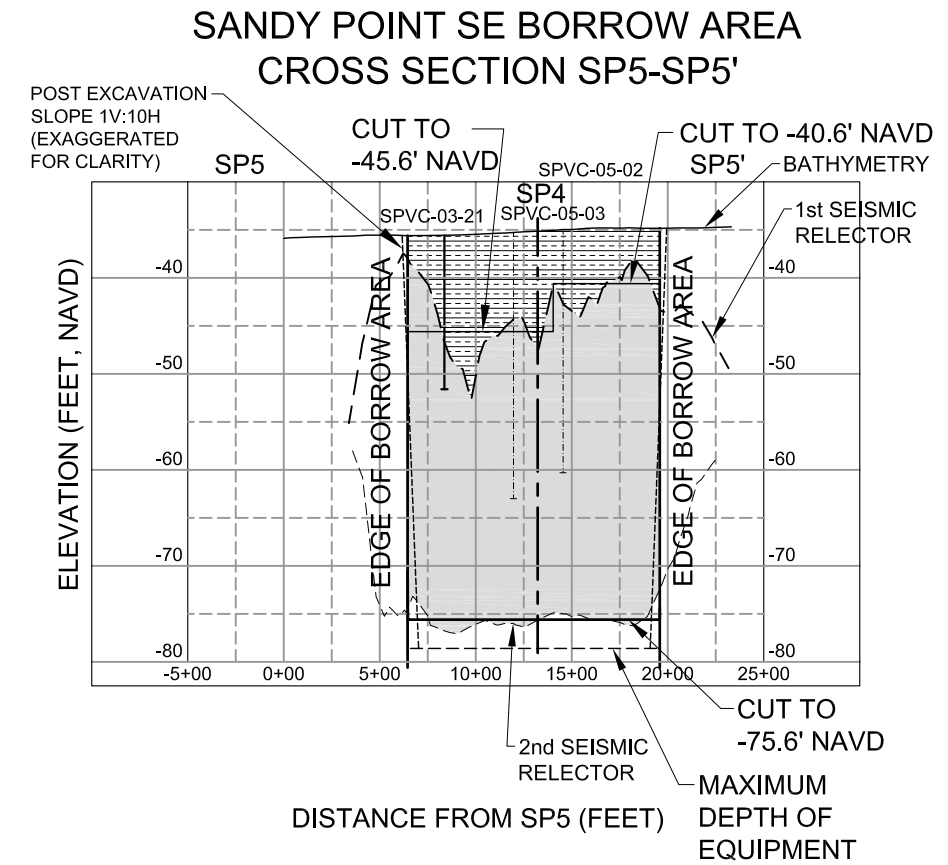 SANDY POINT SE BORROW AREA
CROSS SECTION SP5-SP5'
POST EXCAVATION
SLOPE 1V:10H
(EXAGGERATED
FOR CLARITY)
CUT TO
-45.6' NAVD
CUT TO -40.6' NAVD
SP5
SPVC-05-02
SP4
SP5'
BATHYMETRY
SPVC-03-21
SPVC-05-03
1st SEISMIC
RELECTOR
ELEVATION (FEET, NAVD)
EDGE OF BORROW AREA
EDGE OF BORROW AREA
-40
-40
-50
-50
-60
-60
-70
-70
-80
-80
-5+00
0+00
5+00
10+00
15+00
20+00
25+00
CUT TO
-75.6' NAVD
2nd SEISMIC
RELECTOR
MAXIMUM
DEPTH OF
EQUIPMENT
DISTANCE FROM SP5 (FEET)